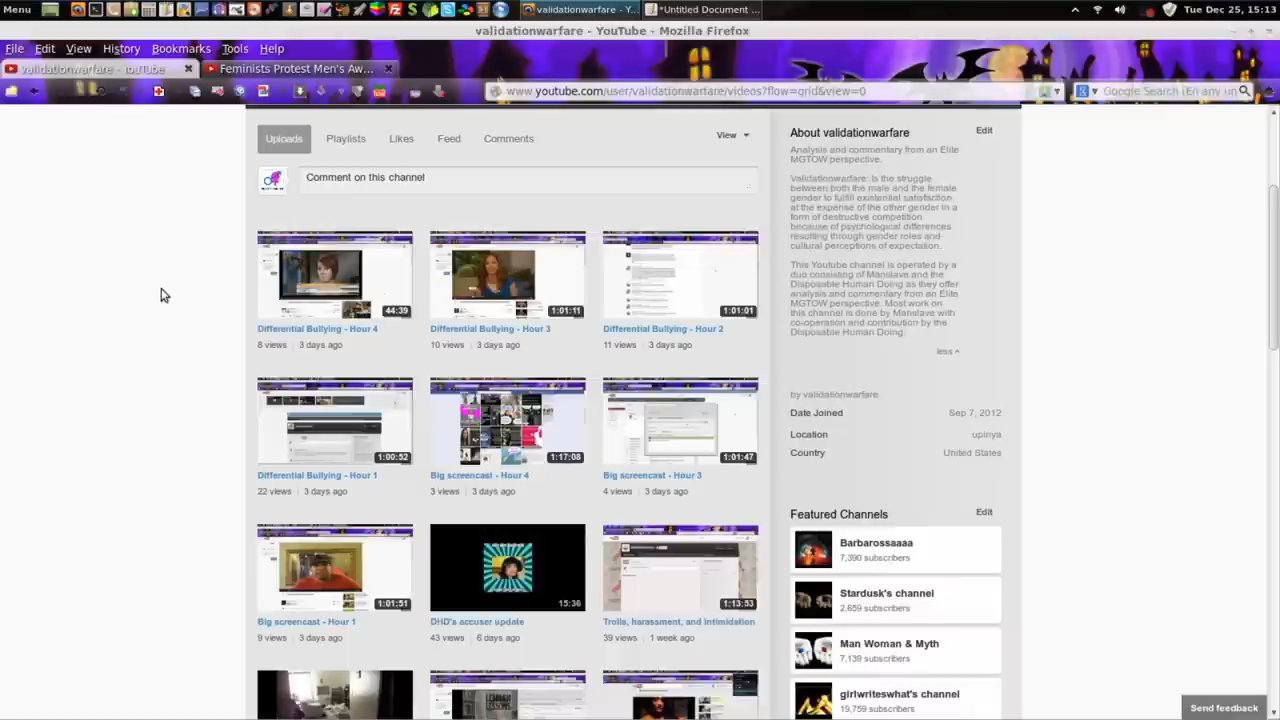 Menu
validationwarfare - Y...
*Untitled Document ...
Tue Dec 25, 15:13
validationwarfare - YouTube - Mozilla Firefox
File Edit View History Bookmarks Tools Help
validationwarfare - YouTube
Feminists Protest Men's Aw...
www.youtube.com/user/validationwarfare/videos?flow=grid&view=0
Google Search (En any un
Uploads Playlists Likes Feed Comments
View
Comment on this channel
44:39
1:01:11
1:01:01
Differential Bullying - Hour 4
Differential Bullying - Hour 3
Differential Bullying - Hour 2
8 views 3 days ago
10 views 3 days ago
11 views 3 days ago
1:00:52
1:17:08
1:01:47
Differential Bullying - Hour 1
Big screencast - Hour 4
Big screencast - Hour 3
22 views 3 days ago
3 views 3 days ago
4 views 3 days ago
1:01:51
15:36
1:13:53
Big screencast - Hour 1
DHD's accuser update
Trolls, harassment, and intimidation
9 views 3 days ago
43 views 6 days ago
39 views 1 week ago
About validationwarfare
Edit
Analysis and commentary from an Elite
MGTOW perspective.
Validationwarfare: Is the struggle
between both the male and the female
gender to fulfill existential satisfaction
at the expense of the other gender in a
form of destructive competition
because of psychological differences
resulting through gender roles and
cultural perceptions of expectation.
This Youtube channel is operated by a
duo consisting of Manslave and the
Disposable Human Doing as they offer
analysis and commentary from an Elite
MGTOW perspective. Most work on
this channel is done by Manslave with
co-operation and contribution by the
Disposable Human Doing.
less
by validationwarfare
Date Joined Sep 7, 2012
Location upinya
Country United States
Featured Channels
Edit
Barbarossaaaa
7,390 subscribers
Stardusk's channel
2,659 subscribers
Man Woman & Myth
7,139 subscribers
girlwriteswhat's channel
19,759 subscribers
Send feedback